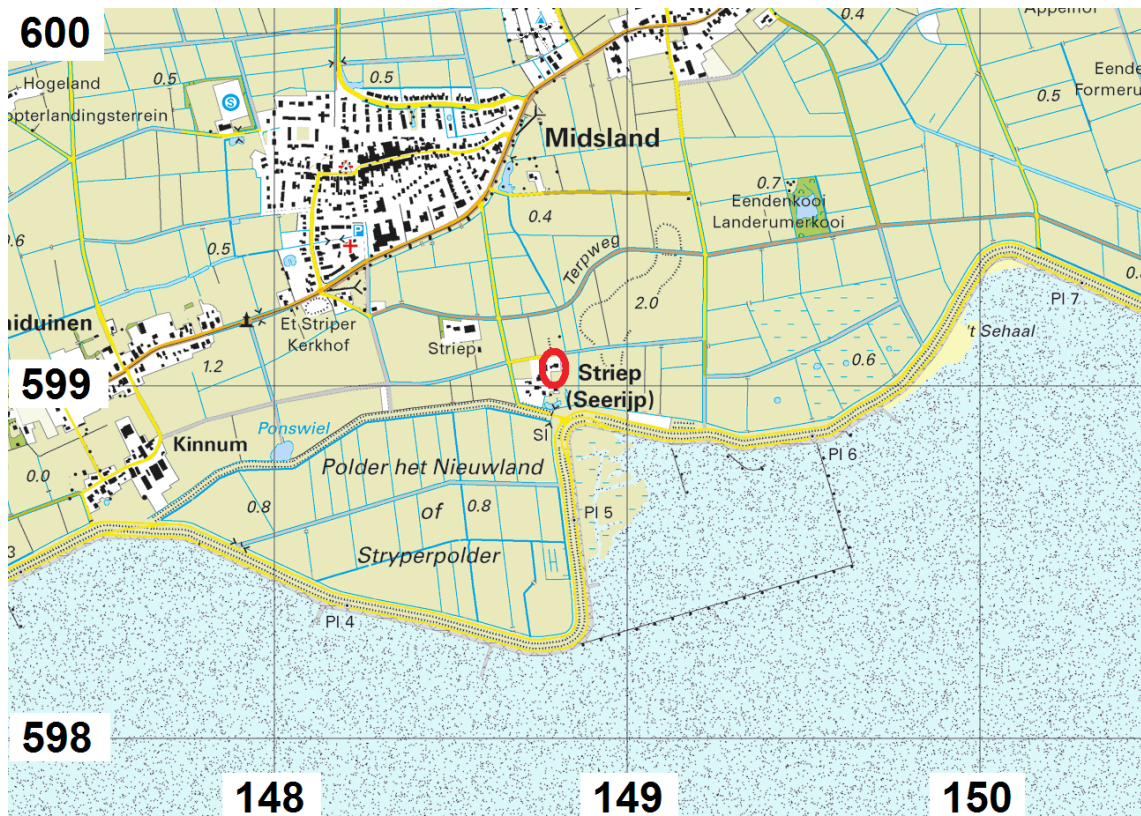 600
0.4
Appelhof
Hogeland
0.5
0.5
opterlandingsterrein
S
Midsland
Eende
Formeru
0.5
0.7
Eendenkooi
Landerumerkooi
0.4
0.6
0.5
P
Terpweg
2.0
Pl 7
't Sehaal
aiduinen
Et Striper
Kerkhof
Striep
1.2
0.6
599
Striep
(Seerijp)
Kinnum
Ponswiel
Sl
Pl 6
Polder het Nieuwland
of
Stryperpolder
0.0
0.8
0.8
Pl 5
3
Pl 4
598
148
149
150